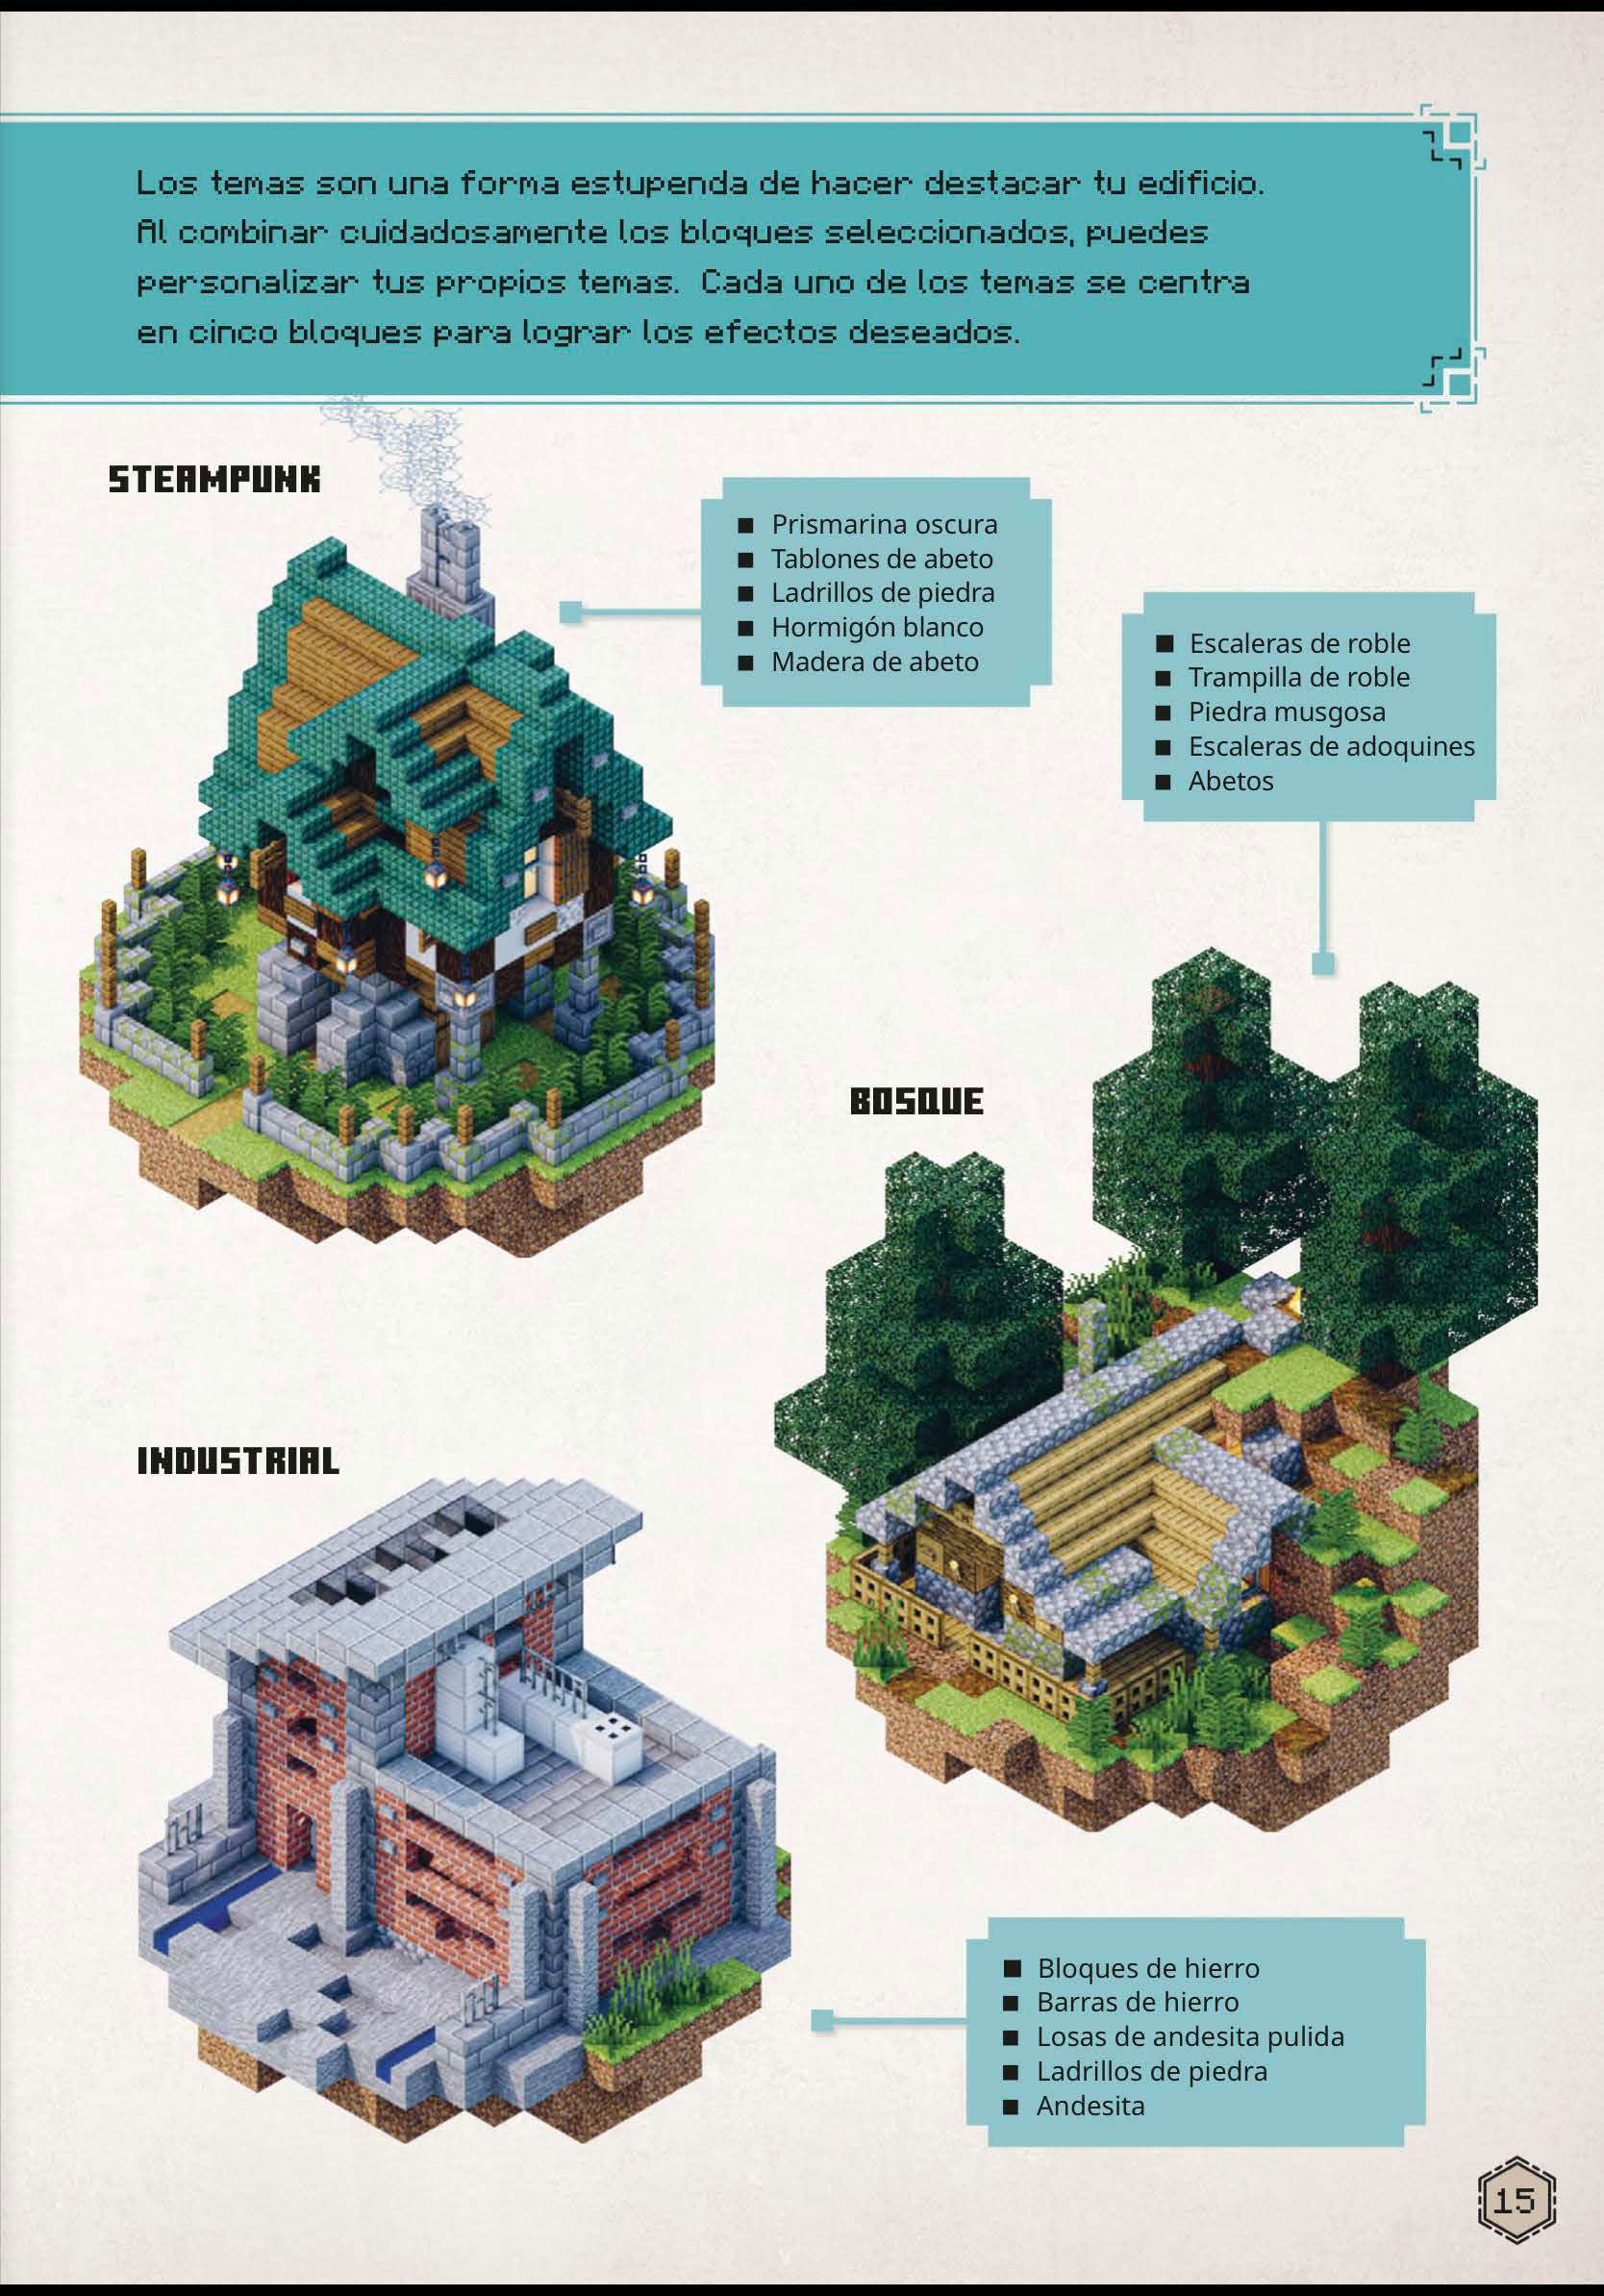 Los temas son una forma estupenda de hacer destacar tu edificio.
Al combinar cuidadosamente los bloques seleccionados, puedes
personalizar tus propios temas. Cada uno de los temas se centra
en cinco bloques para lograr los efectos deseados.
STEAMPUNK
■ Prismarina oscura
■ Tablones de abeto
■ Ladrillos de piedra
■ Hormigón blanco
■ Madera de abeto
■ Escaleras de roble
■ Trampilla de roble
■ Piedra musgosa
■ Escaleras de adoquines
■ Abetos
BOSQUE
INDUSTRIAL
■ Bloques de hierro
■ Barras de hierro
■ Losas de andesita pulida
■ Ladrillos de piedra
■ Andesita
15